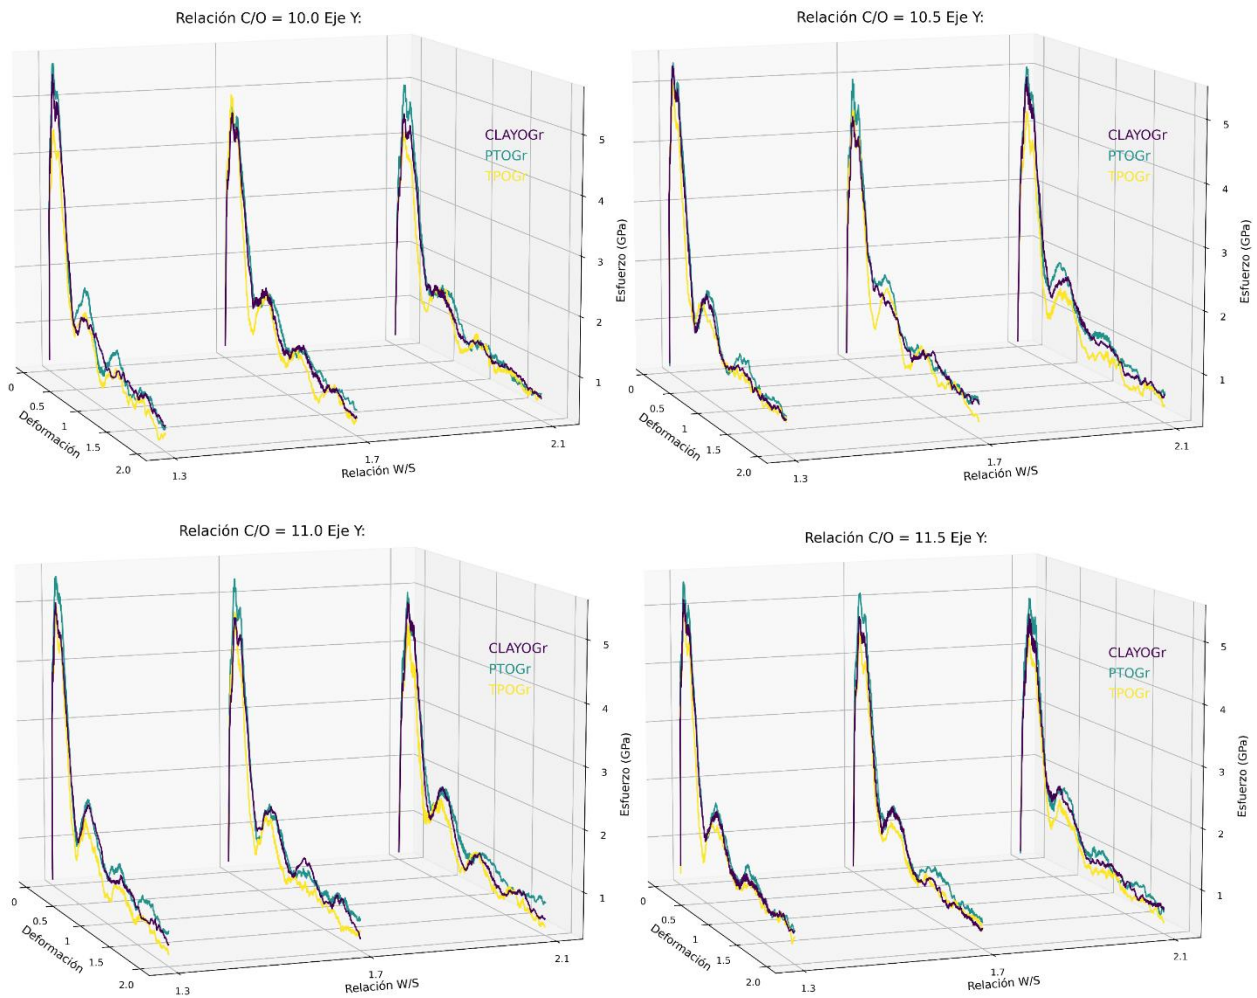 Relación C/O = 10.0 Eje Y:
CLAYOGr
PTOGr
TPOGr
5
4
3
2
1
Esfuerzo (GPa)
0
0.5
1
1.5
2.0
Deformación
1.3
1.7
2.1
Relación W/S
Relación C/O = 10.5 Eje Y:
CLAYOGr
PTOGr
TPOGr
5
4
3
2
1
Esfuerzo (GPa)
0
0.5
1
1.5
2.0
Deformación
1.3
1.7
2.1
Relación W/S
Relación C/O = 11.0 Eje Y:
CLAYOGr
PTOGr
TPOGr
5
4
3
2
1
Esfuerzo (GPa)
0
0.5
1
1.5
2.0
Deformación
1.3
1.7
2.1
Relación W/S
Relación C/O = 11.5 Eje Y:
CLAYOGr
PTOGr
TPOGr
5
4
3
2
1
Esfuerzo (GPa)
0
0.5
1
1.5
2.0
Deformación
1.3
1.7
2.1
Relación W/S